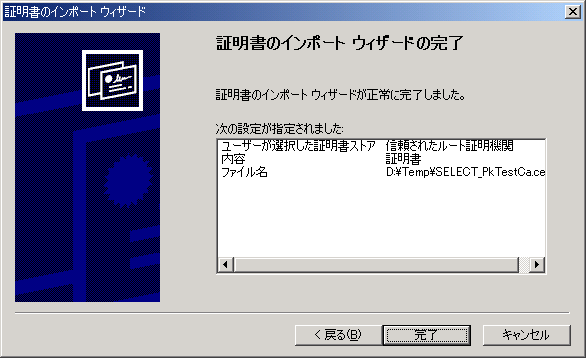 証明書のインポート ウィザード
証明書のインポート ウィザードの完了
証明書のインポート ウィザードが正常に完了しました。
次の設定が指定されました:
ユーザーが選択した証明書ストア 信頼されたルート証明機関
内容 証明書
ファイル名 D:¥Temp¥SELECT_PkTestCa.ce
< 戻る(B) 完了 キャンセル